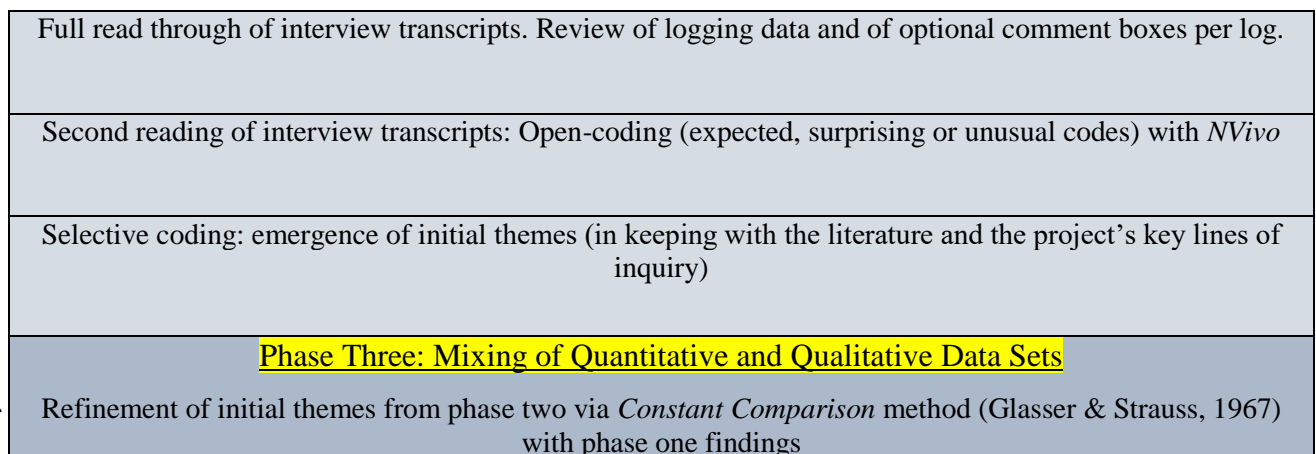 Full read through of interview transcripts. Review of logging data and of optional comment boxes per log.
Second reading of interview transcripts: Open-coding (expected, surprising or unusual codes) with NVivo
Selective coding: emergence of initial themes (in keeping with the literature and the project’s key lines of
inquiry)
Phase Three: Mixing of Quantitative and Qualitative Data Sets
Refinement of initial themes from phase two via Constant Comparison method (Glasser & Strauss, 1967)
with phase one findings